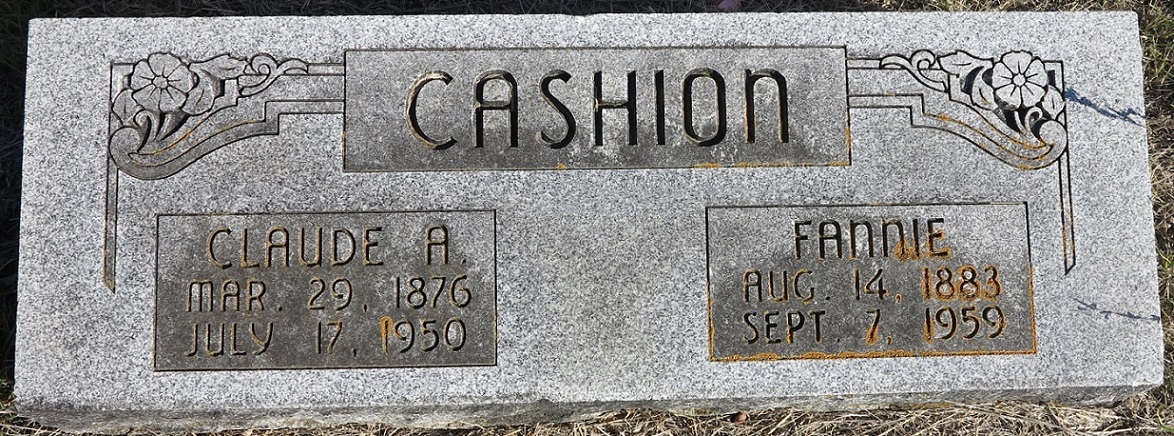 CASHION
CLAUDE A.
MAR. 29, 1876
JULY 17, 1950
FANNIE
AUG. 14, 1883
SEPT. 7, 1959